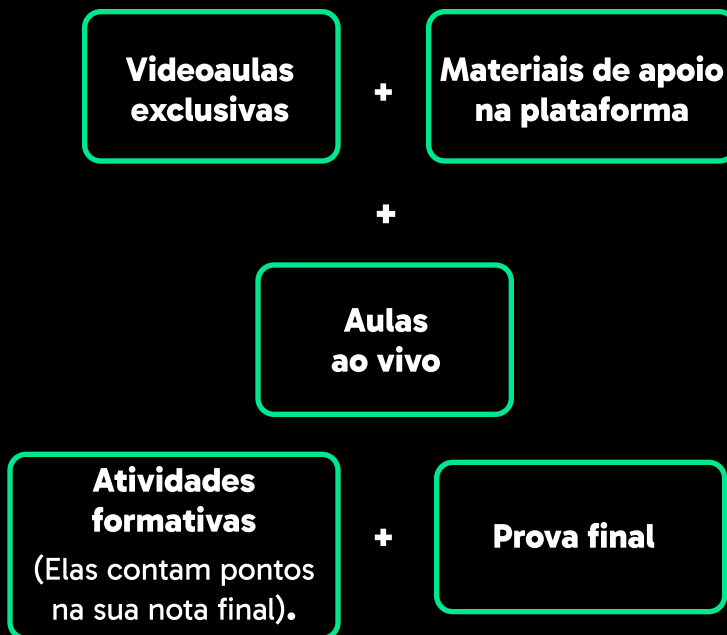 Videoaulas
exclusivas
+
Materiais de apoio
na plataforma
+
Aulas
ao vivo
Atividades
formativas
(Elas contam pontos
na sua nota final).
+
Prova final